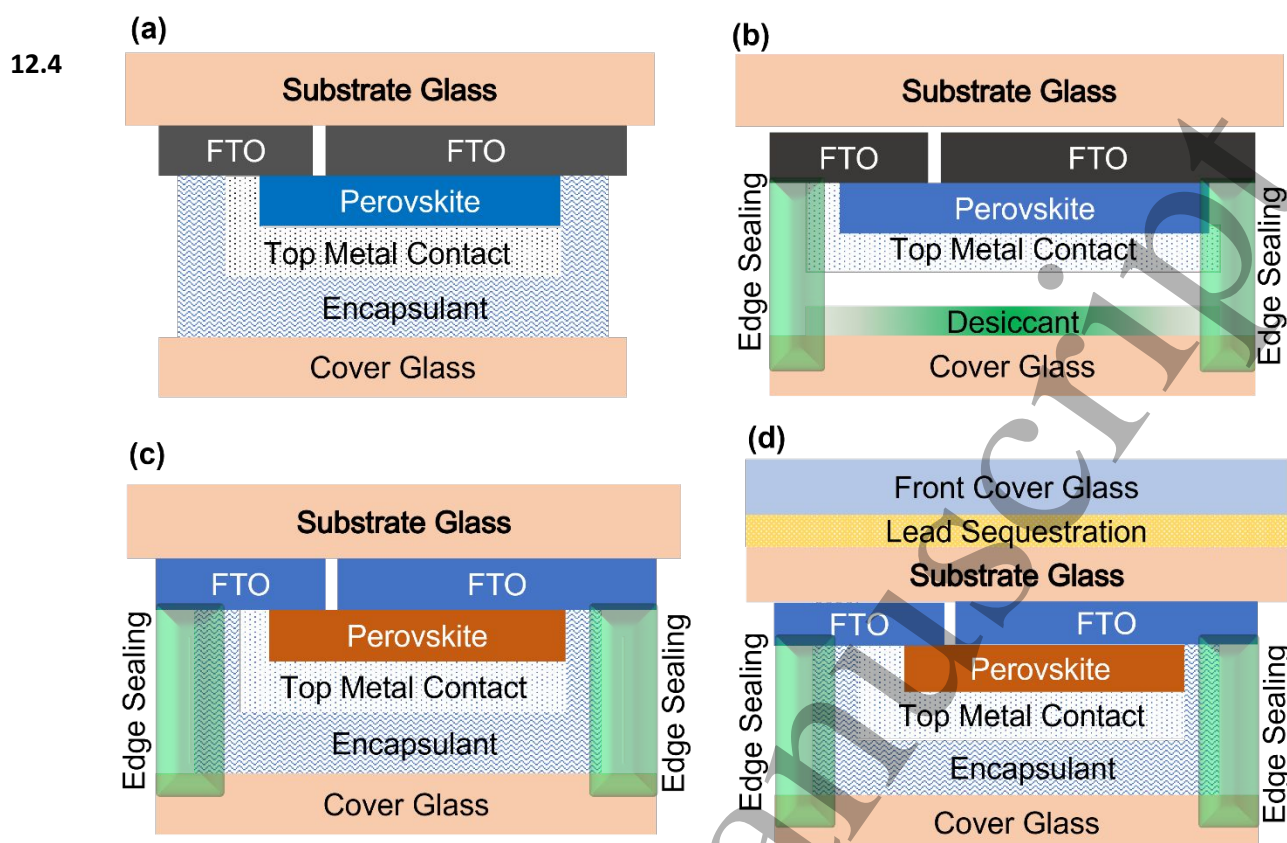 12.4
(a)
Substrate Glass
FTO FTO
Perovskite
Top Metal Contact
Encapsulant
Cover Glass
(b)
Substrate Glass
FTO FTO
Edge Sealing
Perovskite
Top Metal Contact
Desiccant
Cover Glass
Edge Sealing
(c)
Substrate Glass
FTO FTO
Edge Sealing
Perovskite
Top Metal Contact
Encapsulant
Cover Glass
Edge Sealing
(d)
Front Cover Glass
Lead Sequestration
Substrate Glass
FTO FTO
Edge Sealing
Perovskite
Top Metal Contact
Encapsulant
Cover Glass
Edge Sealing
anuscript